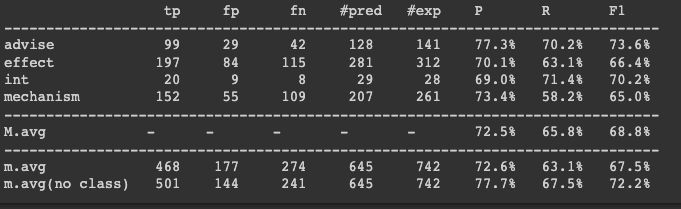 tp fp fn #pred #exp P R F1
------------------------------------------------------------------------------
advise 99 29 42 128 141 77.3% 70.2% 73.6%
effect 197 84 115 281 312 70.1% 63.1% 66.4%
int 20 9 8 29 28 69.0% 71.4% 70.2%
mechanism 152 55 109 207 261 73.4% 58.2% 65.0%
------------------------------------------------------------------------------
M.avg - - - - - 72.5% 65.8% 68.8%
------------------------------------------------------------------------------
m.avg 468 177 274 645 742 72.6% 63.1% 67.5%
m.avg(no class) 501 144 241 645 742 77.7% 67.5% 72.2%